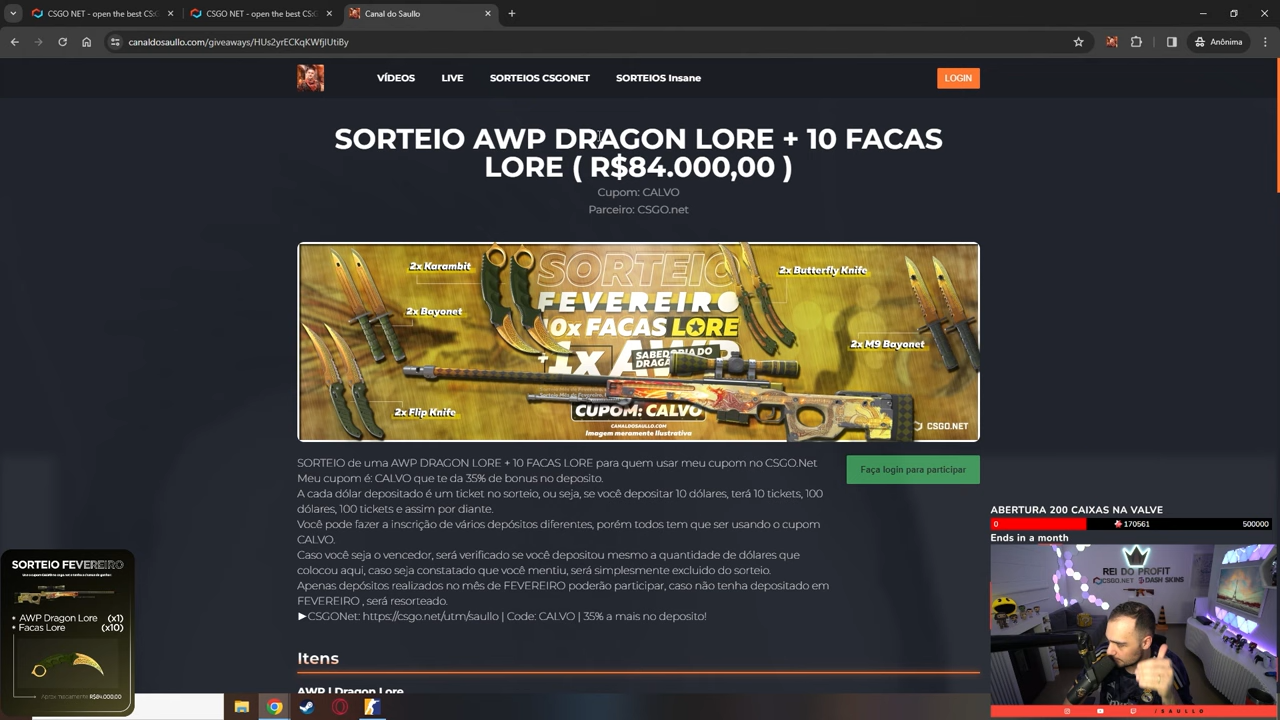 CSGO NET - open the best CS:
CSGO NET - open the best CS:G
Canal do Saullo
canaldosaullo.com/giveaways/HUs2yrECKqKWfjIUtiBy
Anônima
VÍDEOS
LIVE
SORTEIOS CSGONET
SORTEIOS Insane
LOGIN
SORTEIO AWP DRAGON LORE + 10 FACAS
LORE ( R$84.000,00 )
Cupom: CALVO
Parceiro: CSGO.net
2x Karambit
2x Bayonet
2x Flip Knife
SORTEIO
FEVEREIRO
10x FACAS LORE
+1x AWP
SABEDORIA DO
DRAGÃO
CUPOM: CALVO
CANALDOSAULLO.COM
Imagem meramente ilustrativa
2x Butterfly Knife
2x M9 Bayonet
CSGO.NET
SORTEIO de uma AWP DRAGON LORE + 10 FACAS LORE para quem usar meu cupom no CSGO.Net
Meu cupom é: CALVO que te da 35% de bonus no deposito.
A cada dólar depositado é um ticket no sorteio, ou seja, se você depositar 10 dólares, terá 10 tickets, 100
dólares, 100 tickets e assim por diante.
Você pode fazer a inscrição de vários depósitos diferentes, porém todos tem que ser usando o cupom
CALVO.
Caso você seja o vencedor, será verificado se você depositou mesmo a quantidade de dólares que
colocou aqui, caso seja constatado que você mentiu, será simplesmente excluido do sorteio.
Apenas depósitos realizados no mês de FEVEREIRO poderão participar, caso não tenha depositado em
FEVEREIRO , será resorteado.
►CSGONet: https://csgo.net/utm/saullo | Code: CALVO | 35% a mais no deposito!
Faça login para participar
Itens
AWP | Dragon Lore
SORTEIO FEVEREIRO
• AWP Dragon Lore (x1)
• Facas Lore (x10)
R$84.000,00
ABERTURA 200 CAIXAS NA VALVE
0
170561
500000
Ends in a month
REI DO PROFIT
CSGO.NET
DASH SKINS
/SAULLO